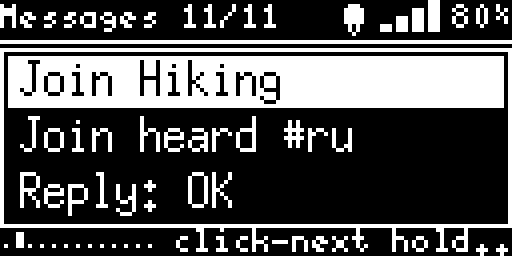 Messages 11/11 80%
Join Hiking
Join heard #ru
Reply: OK
click-next hold..